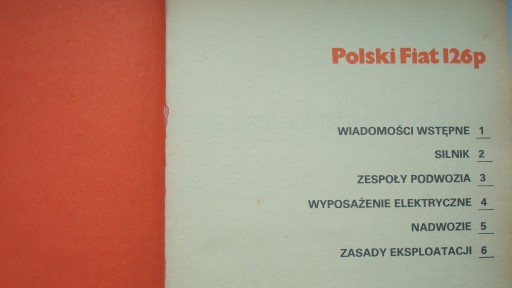 Polski Fiat 126p
WIADOMOŚCI WSTĘPNE 1
SILNIK 2
ZESPOŁY PODWOZIA 3
WYPOSAŻENIE ELEKTRYCZNE 4
NADWOZIE 5
ZASADY EKSPLOATACJI 6